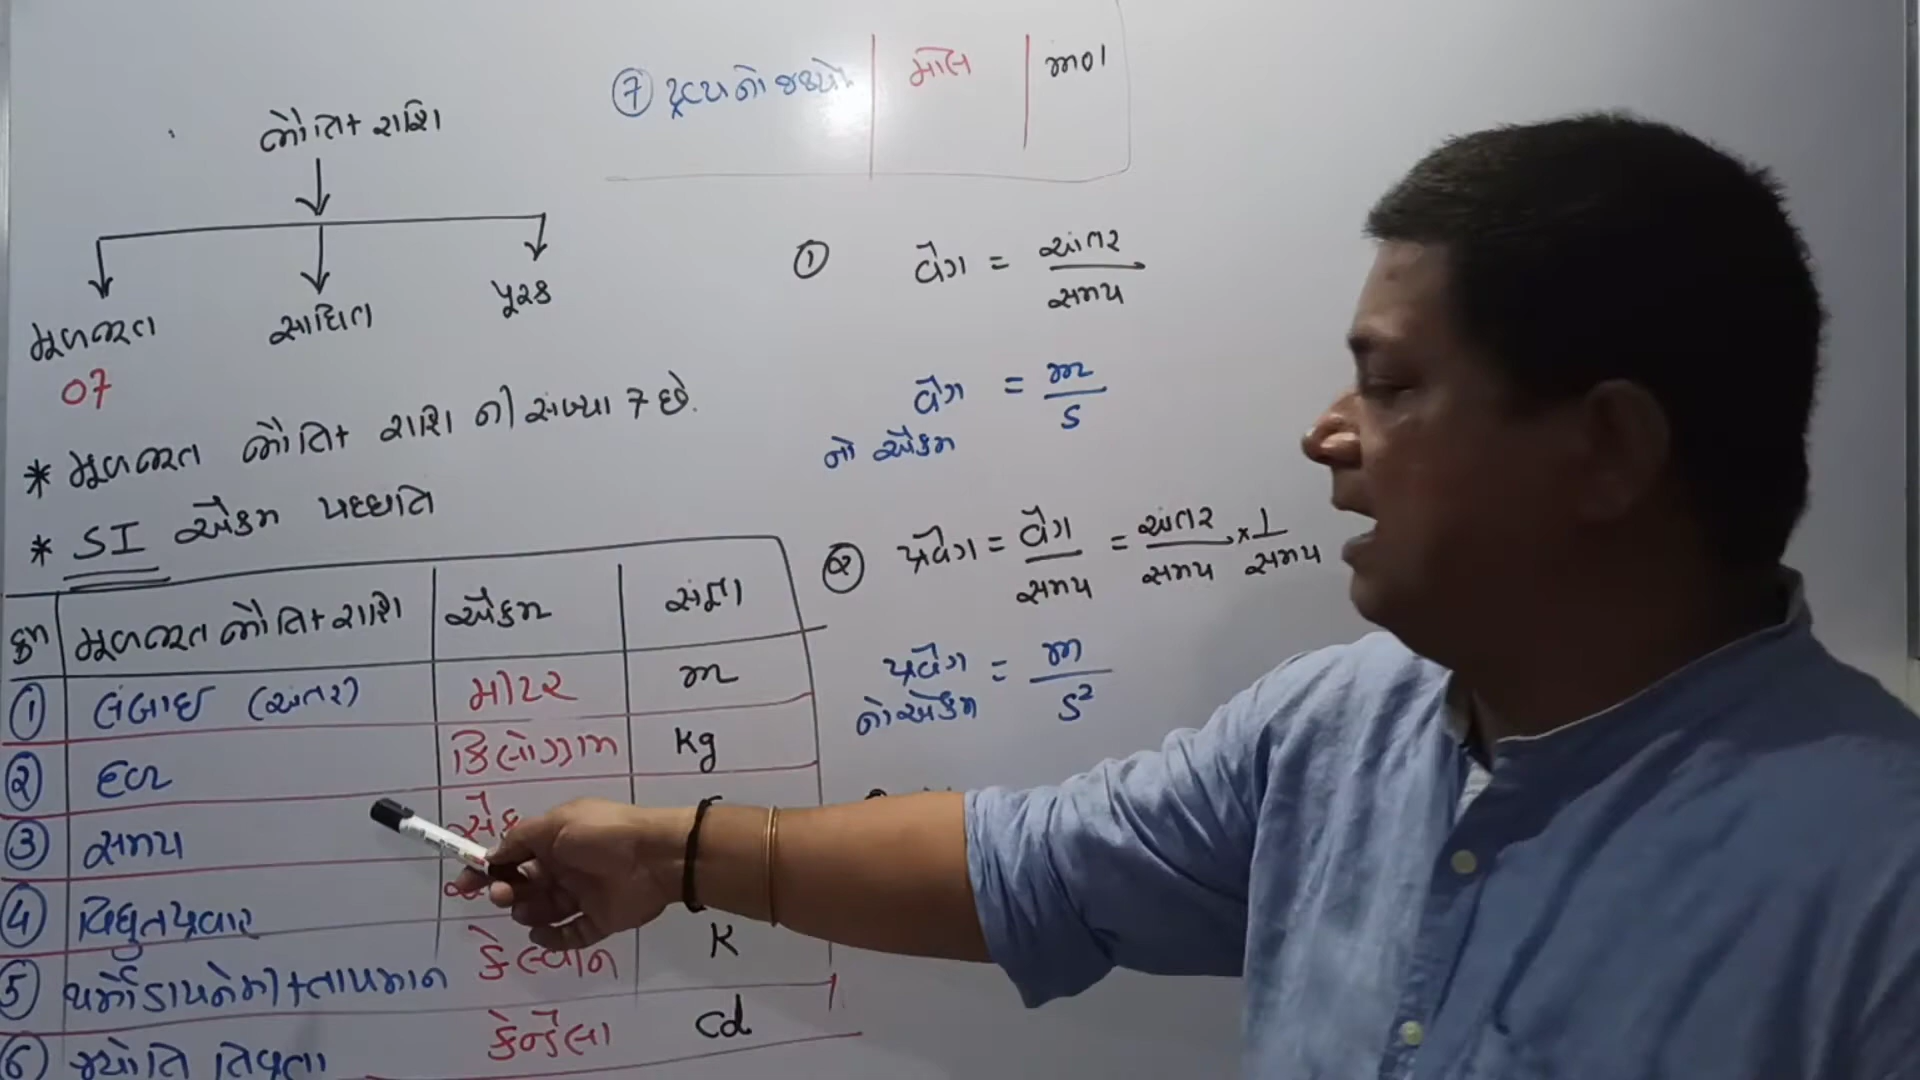 ભૌતિક રાશિ
મૂળભૂત સાધિત પૂરક
07
* મૂળભૂત ભૌતિક રાશિ ની સંખ્યા 7 છે.
* SI એકમ પધ્ધતિ
ક્રમ મૂળભૂત ભૌતિક રાશિ એકમ સંજ્ઞા
① લંબાઈ (અંતર) મીટર m
② દળ કિલોગ્રામ Kg
③ સમય
④ વિદ્યુતપ્રવાહ
⑤ થર્મોડાયનેમીક તાપમાન કેલ્વીન K
⑥ જ્યોતિ તિવ્રતા કેન્ડેલા cd
⑦ દ્રવ્યનો જથ્થો મોલ mol
① વેગ = અંતર / સમય
વેગ નો એકમ = m / s
② પ્રવેગ = વેગ / સમય = અંતર / સમય × 1 / સમય
પ્રવેગ નો એકમ = m / s²